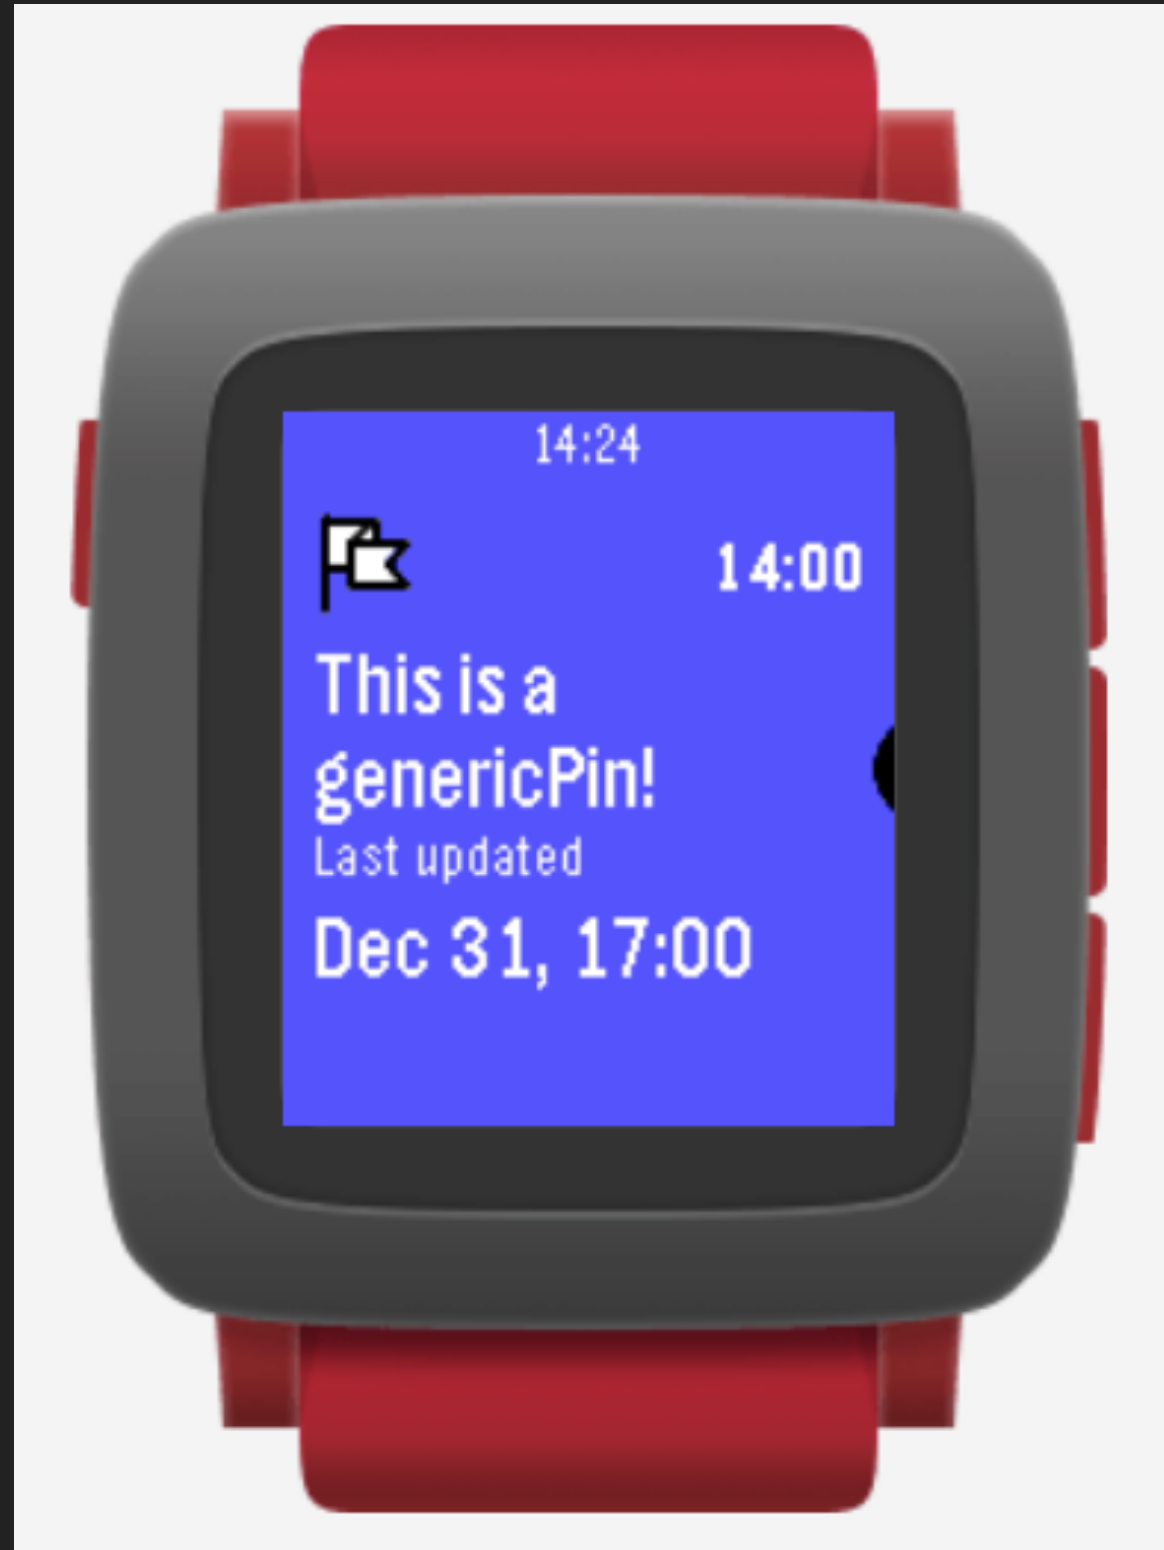 14:24
14:00
This is a
genericPin!
Last updated
Dec 31, 17:00